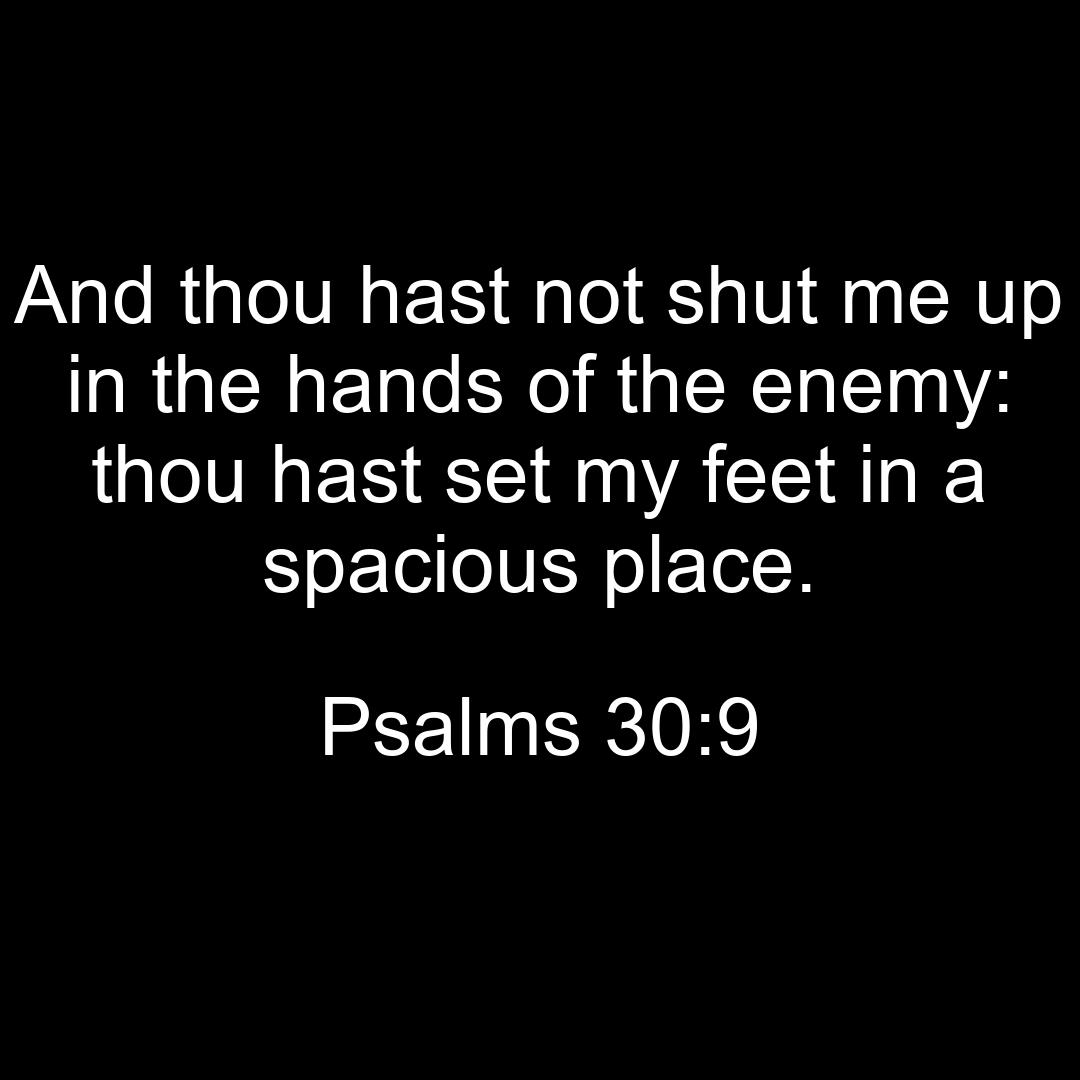 And thou hast not shut me up
in the hands of the enemy:
thou hast set my feet in a
spacious place.
Psalms 30:9